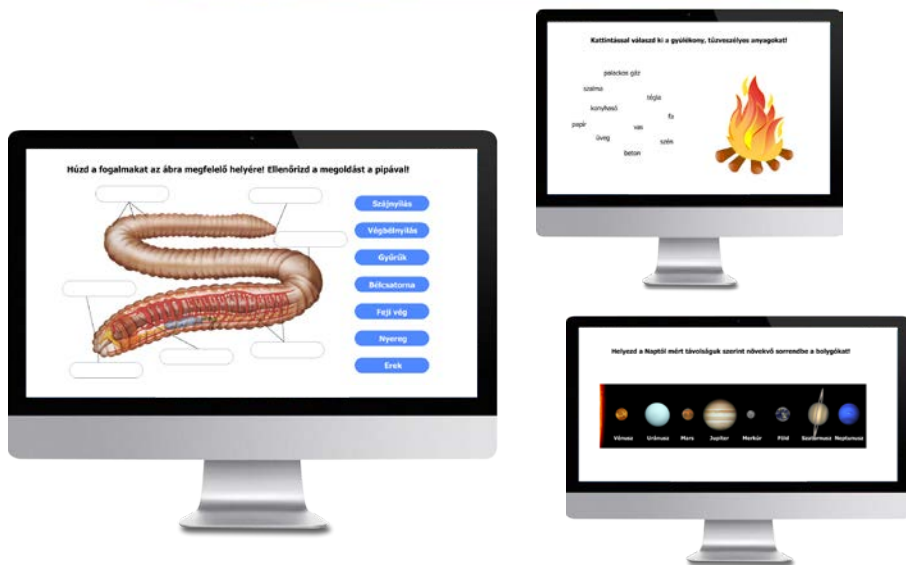 Húzd a fogalmakat az ábra megfelelő helyére! Ellenőrizd a megoldást a pipával!
Szájnyílás
Végbélnyílás
Gyűrűk
Bélcsatorna
Feji vég
Nyereg
Erek
Kattintással válaszd ki a gyúlékony, tűzveszélyes anyagokat!
palackos gáz
szalma
tégla
konyhasó
fa
papír
vas
üveg
szén
beton
Helyezd a Naptól mért távolságuk szerint növekvő sorrendbe a bolygókat!
Vénusz Uránusz Mars Jupiter Merkúr Föld Szaturnusz Neptunusz